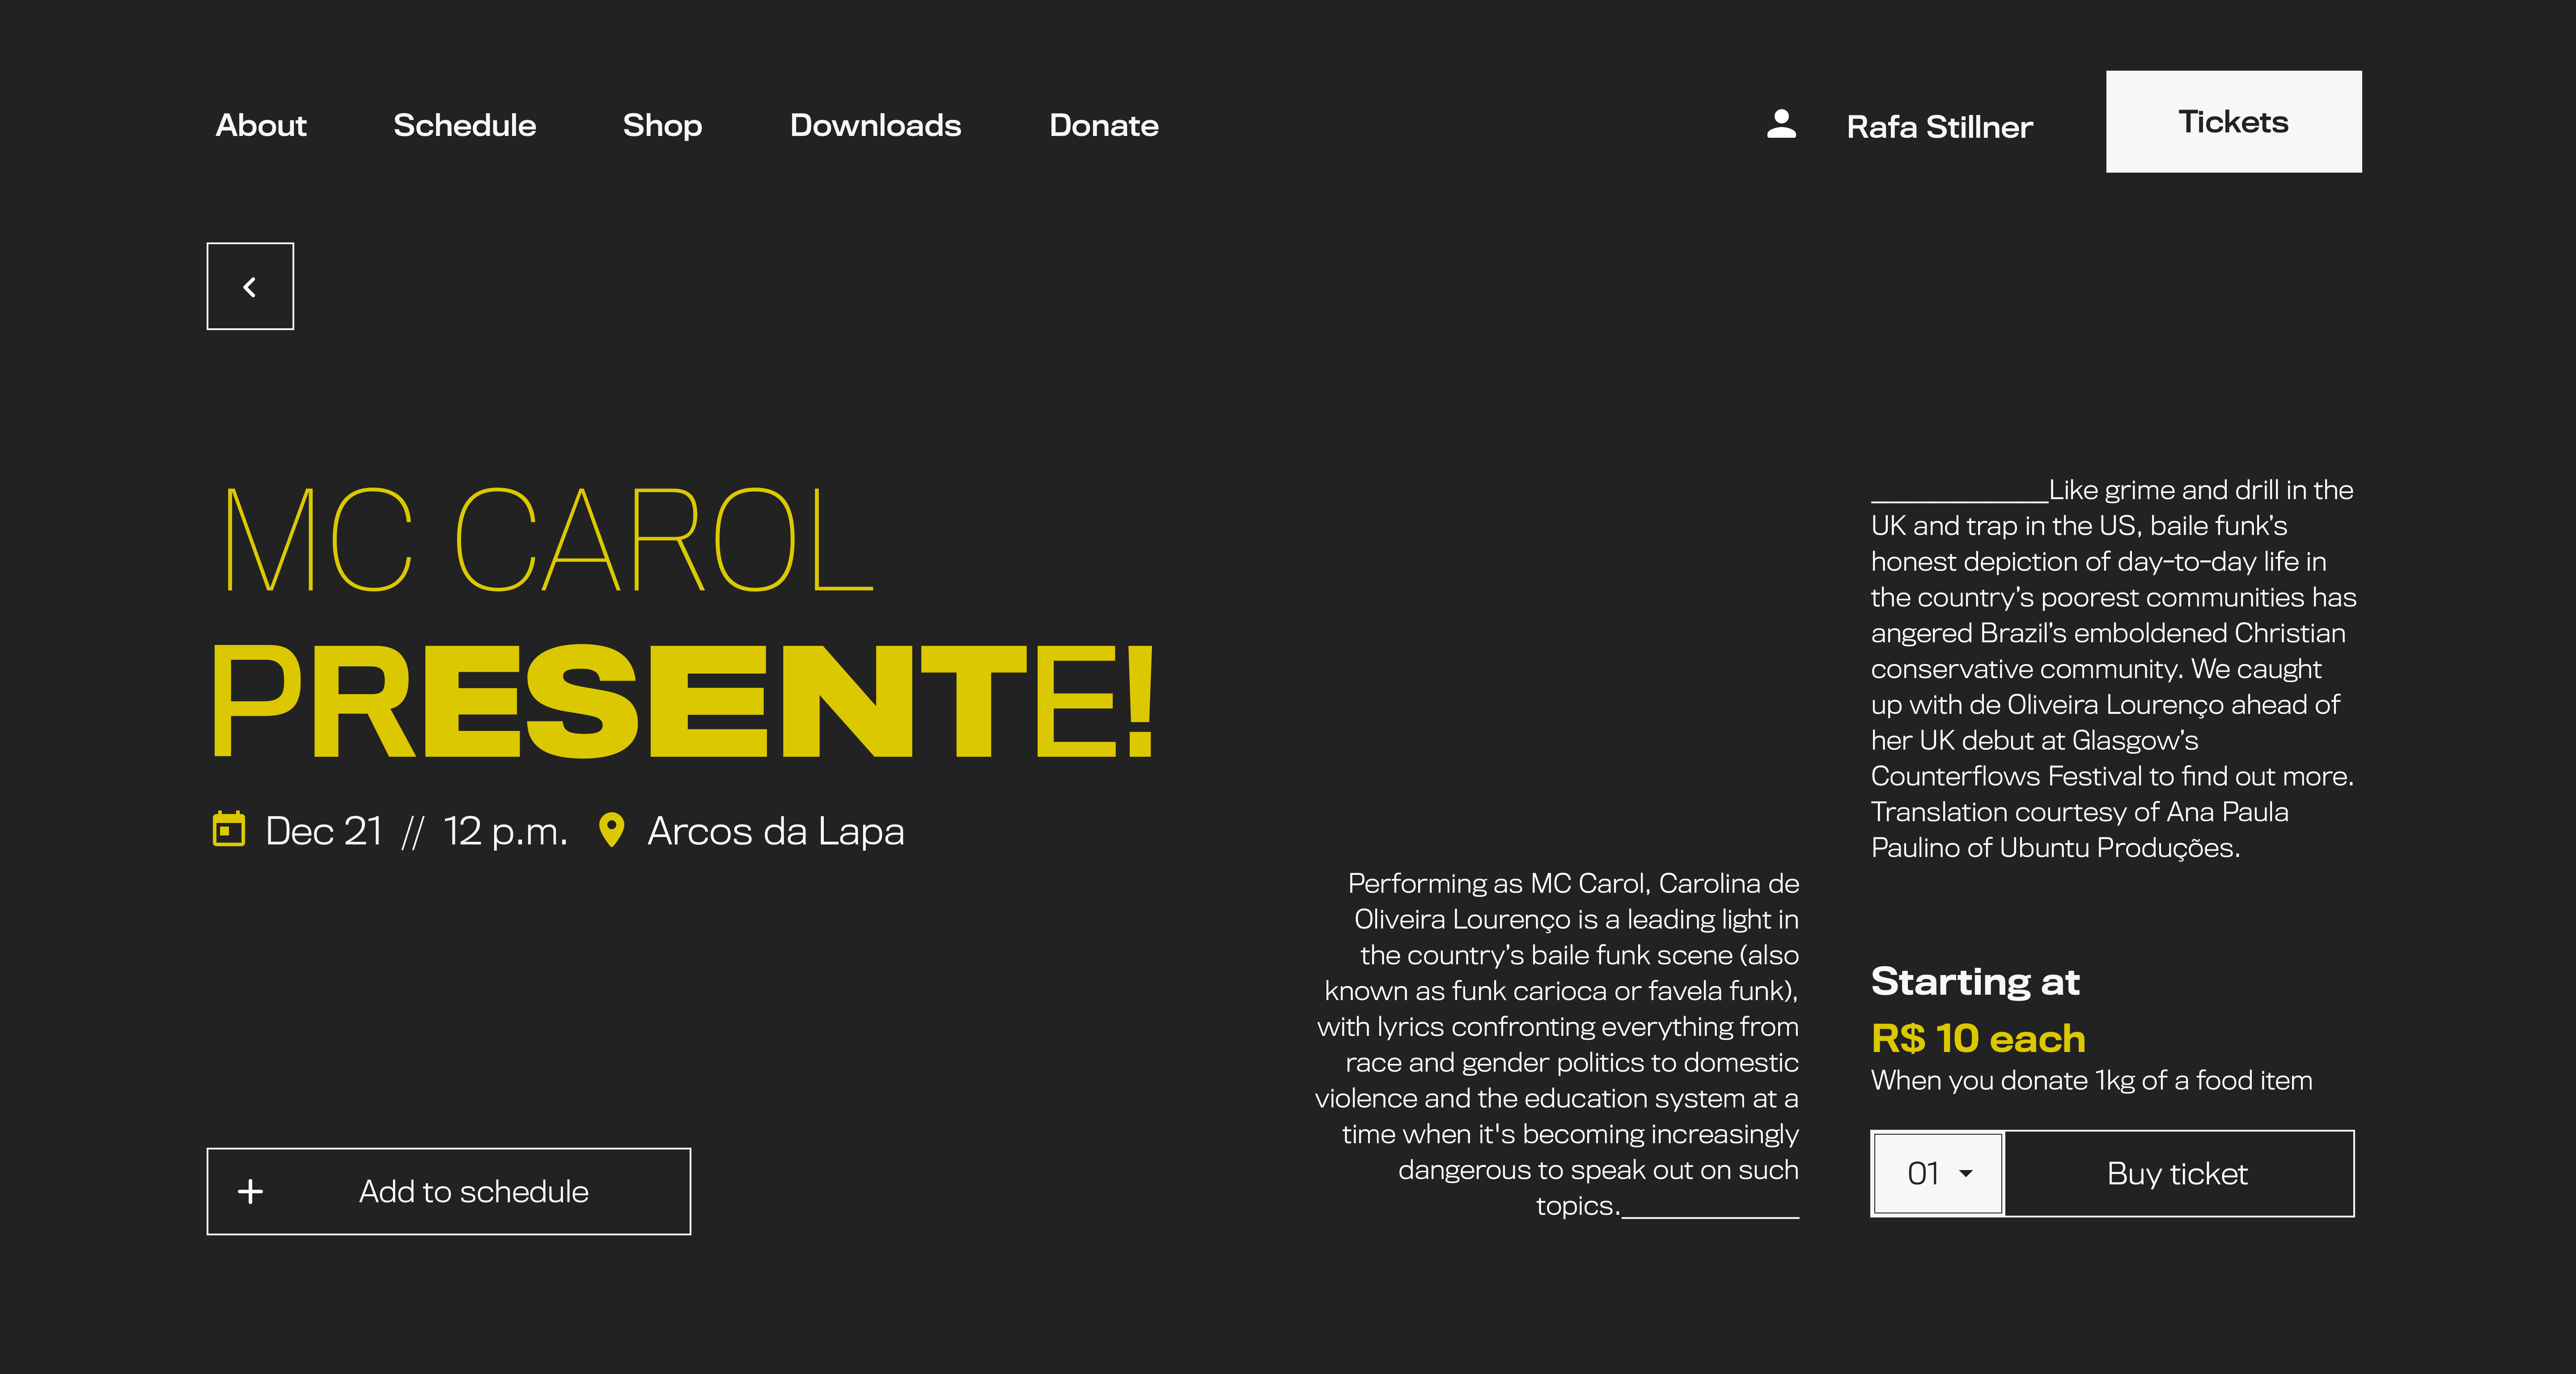 About
Schedule
Shop
Downloads
Donate
Rafa Stillner
Tickets
MC CAROL
PRESENTE!
Dec 21 // 12 p.m.
Arcos da Lapa
Add to schedule
Performing as MC Carol, Carolina de
Oliveira Lourenço is a leading light in
the country’s baile funk scene (also
known as funk carioca or favela funk),
with lyrics confronting everything from
race and gender politics to domestic
violence and the education system at a
time when it's becoming increasingly
dangerous to speak out on such
topics.____________
____________Like grime and drill in the
UK and trap in the US, baile funk’s
honest depiction of day-to-day life in
the country’s poorest communities has
angered Brazil’s emboldened Christian
conservative community. We caught
up with de Oliveira Lourenço ahead of
her UK debut at Glasgow’s
Counterflows Festival to find out more.
Translation courtesy of Ana Paula
Paulino of Ubuntu Produções.
Starting at
R$ 10 each
When you donate 1kg of a food item
01
Buy ticket